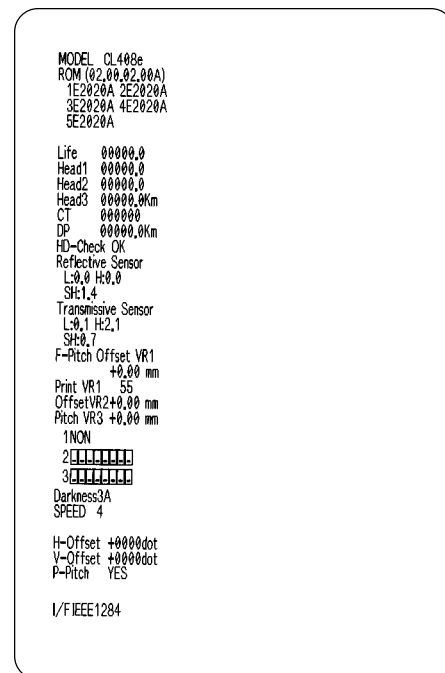 MODEL CL408e
ROM (02.00.02.00A)
1E2020A 2E2020A
3E2020A 4E2020A
5E2020A
Life 00000.0
Head1 00000.0
Head2 00000.0
Head3 00000.0Km
CT 000000
DP 00000.0Km
HD-Check OK
Reflective Sensor
L:0.0 H:0.0
SH:1.4
Transmissive Sensor
L:0.1 H:2.1
SH:0.7
F-Pitch Offset VR1
+0.00 mm
Print VR1 55
OffsetVR2+0.00 mm
Pitch VR3 +0.00 mm
1NON
2
3
Darkness3A
SPEED 4
H-Offset +0000dot
V-Offset +0000dot
P-Pitch YES
I/F IEEE1284